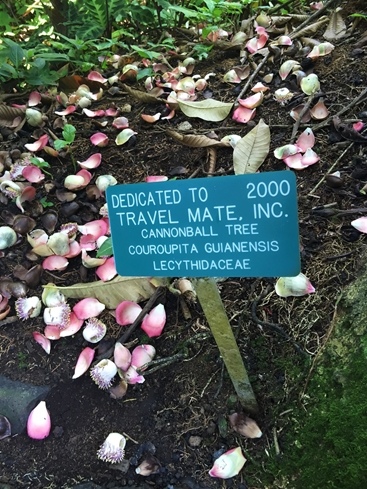 DEDICATED TO 2000
TRAVEL MATE, INC.
CANNONBALL TREE
COUROUPITA GUIANENSIS
LECYTHIDACEAE